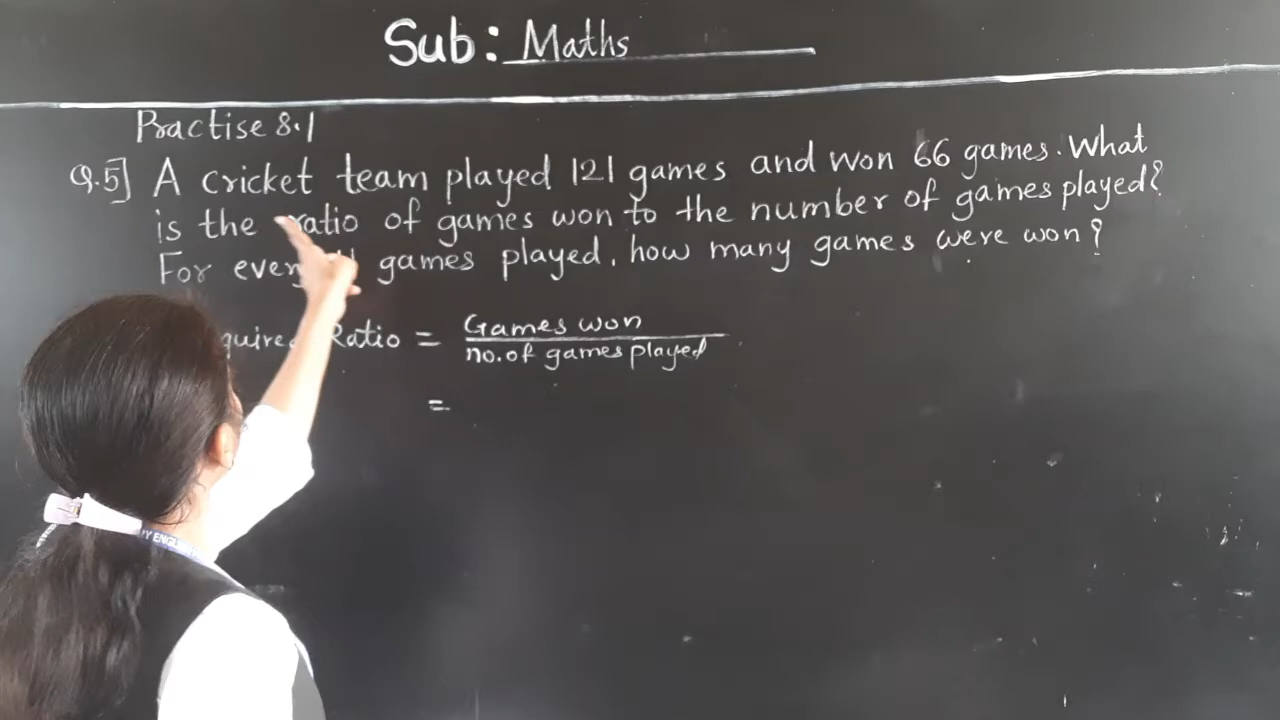 Sub: Maths
Practise 8.1
Q.5] A cricket team played 121 games and won 66 games. What
is the ratio of games won to the number of games played?
For every games played, how many games were won?
Ratio = Games won
no. of games played
=
ENGLISH